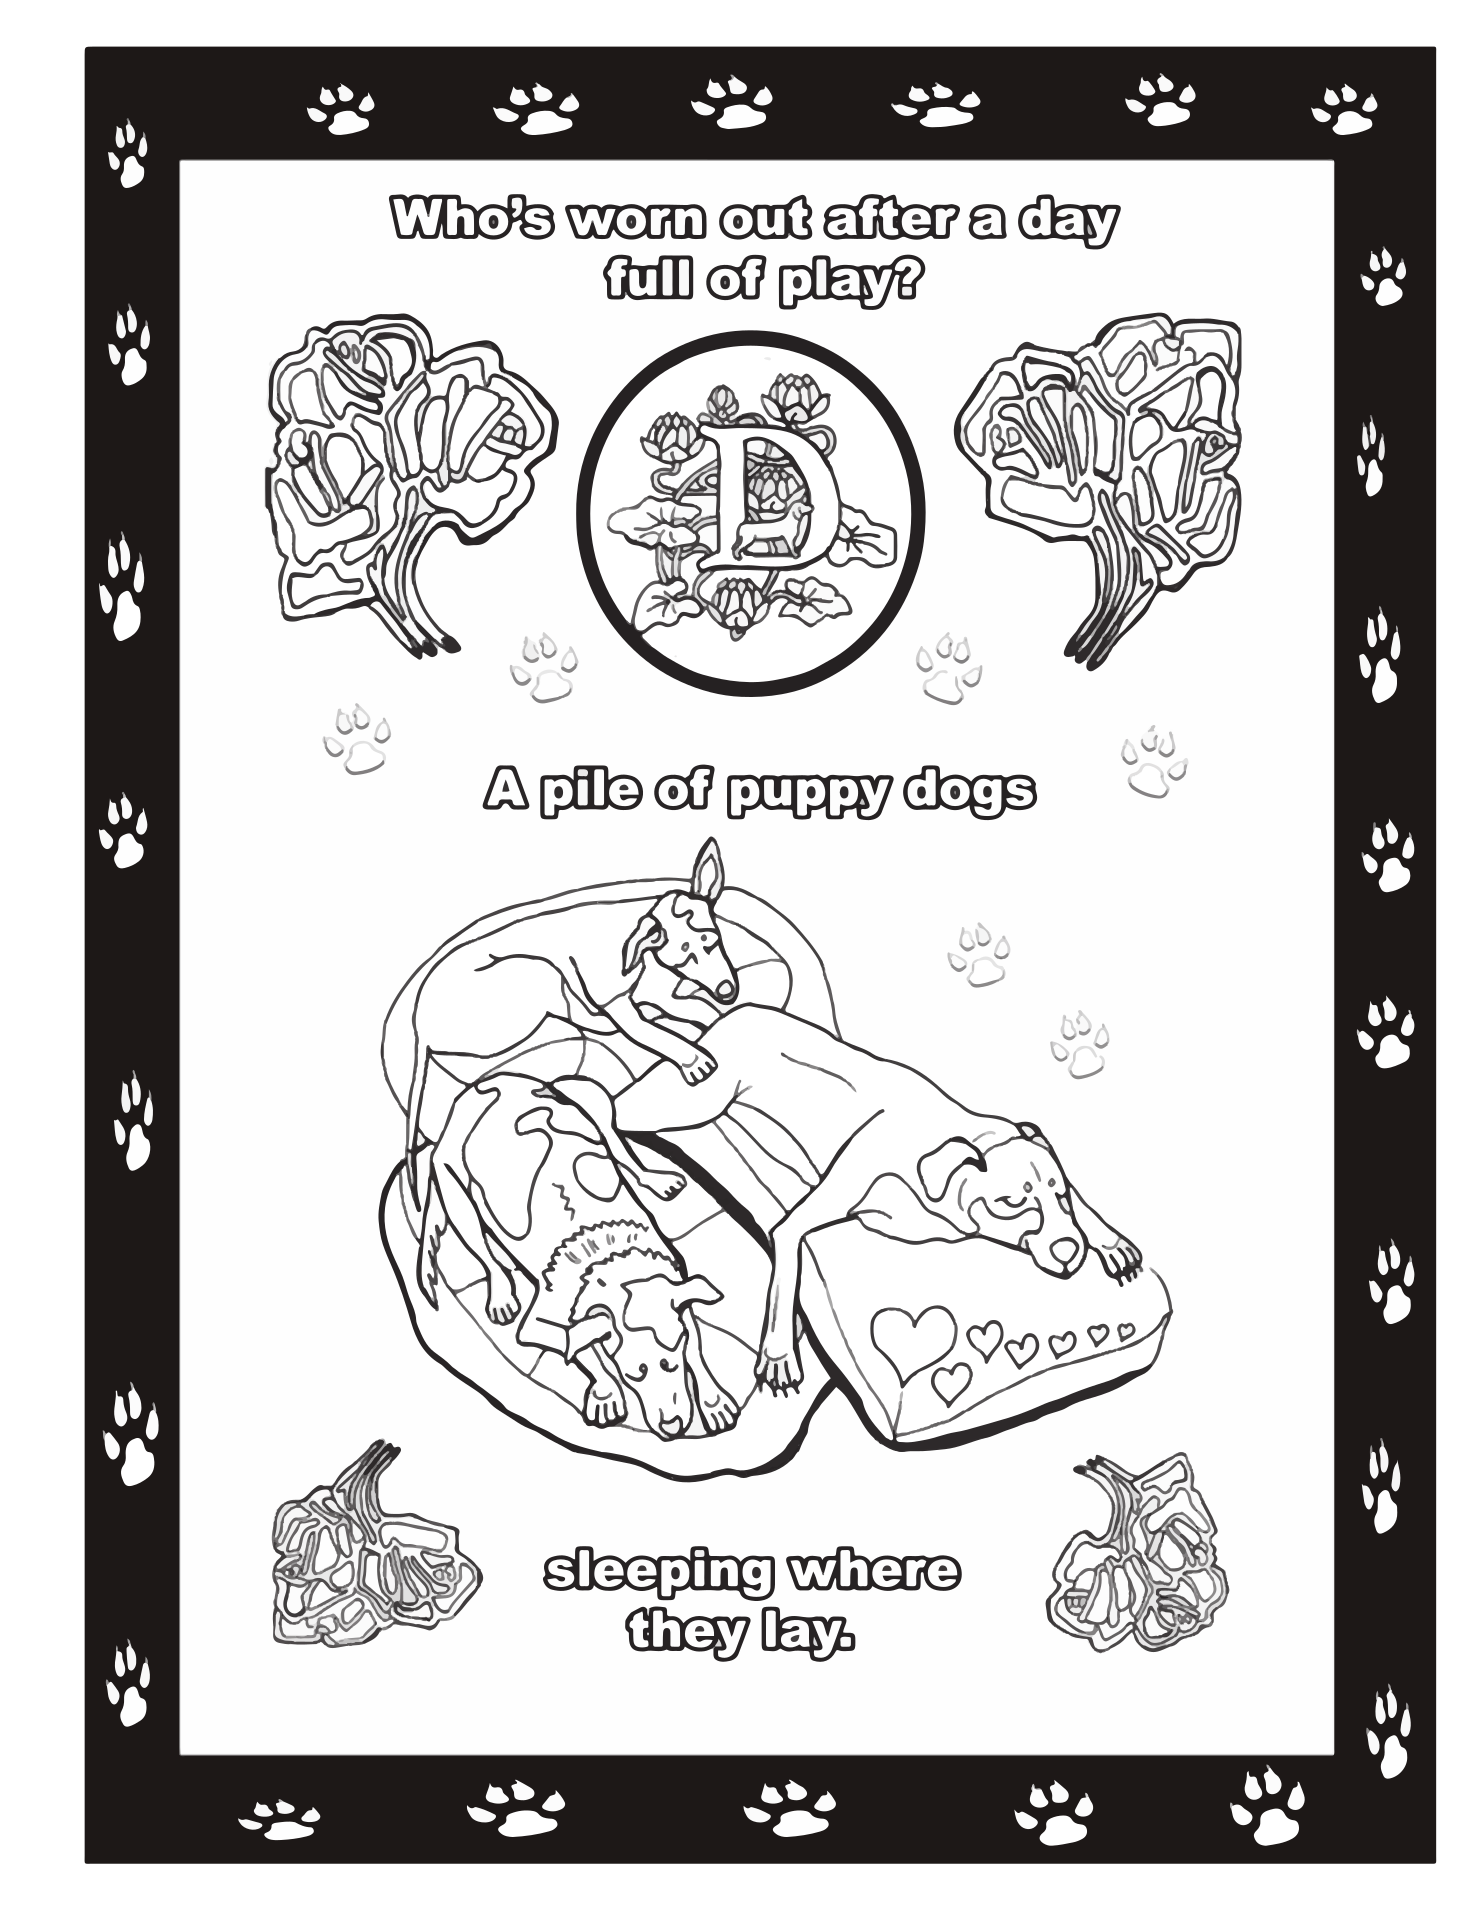 Who's worn out after a day
full of play?
D
A pile of puppy dogs
sleeping where
they lay.